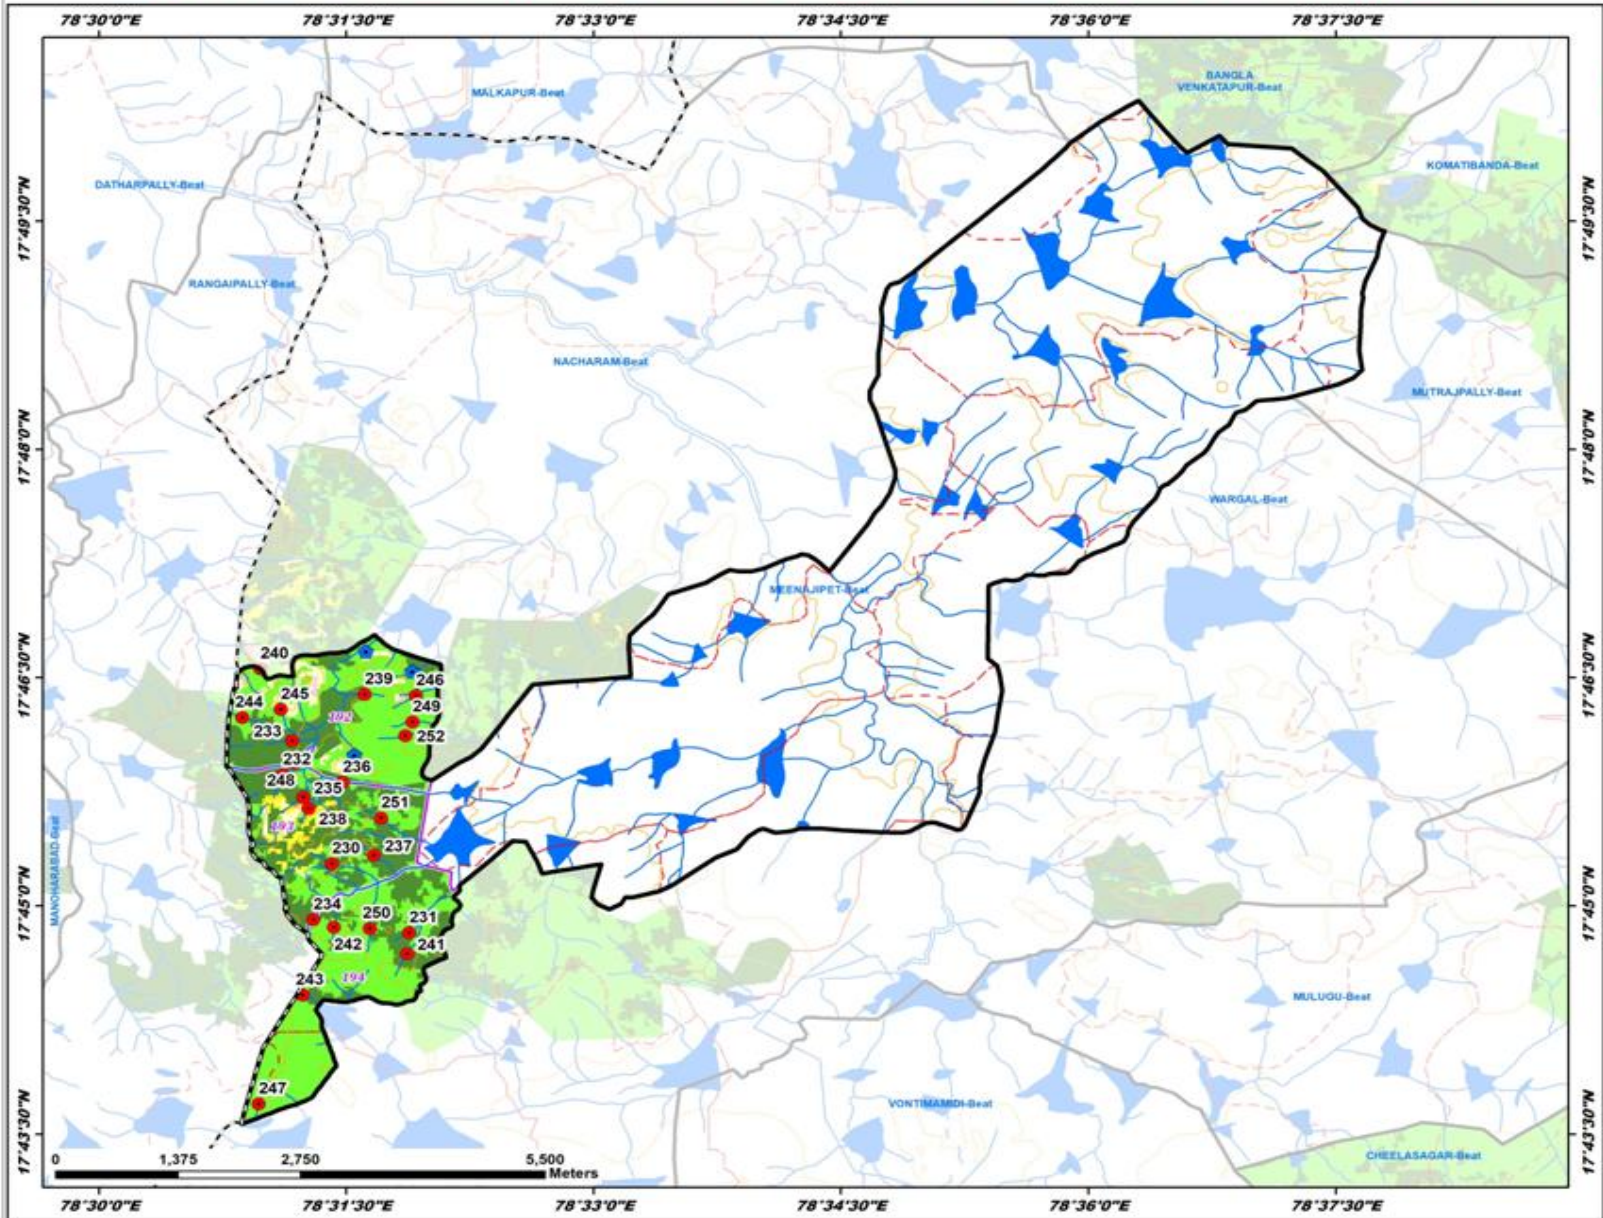 78°30'0"E 78°31'30"E 78°33'0"E 78°34'30"E 78°36'0"E 78°37'30"E
BANGLA
VENKATAPUR-Beat
MALKAPUR-Beat
KOMATIBANDA-Beat
DATHARPALLY-Beat
17°49'30"N 17°49'30"N
RANGAIPALLY-Beat
NACHARAM-Beat
MUTRAJPALLY-Beat
17°48'0"N 17°48'0"N
WARGAL-Beat
MEENAJIPET-Beat
240
17°46'30"N 17°46'30"N
239 246
245
244
249
192
233
252
232
236
248
235
251
238
193
230 237
MANOHARABAD-Beat
17°45'0"N 17°45'0"N
234 250 231
242 241
243 194
MULUGU-Beat
247
VONTIMAMIDI-Beat
17°43'30"N 17°43'30"N
CHEELASAGAR-Beat
0 1,375 2,750 5,500
Meters
78°30'0"E 78°31'30"E 78°33'0"E 78°34'30"E 78°36'0"E 78°37'30"E